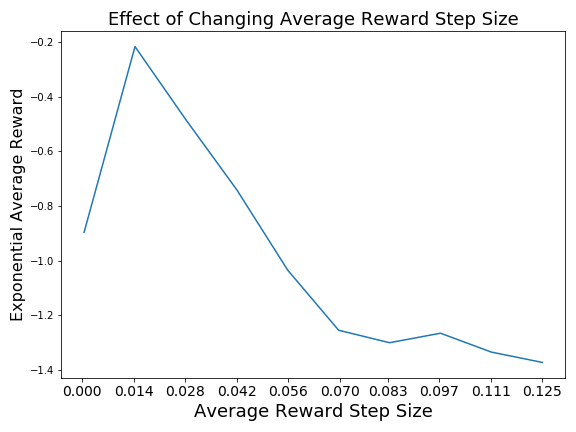 Effect of Changing Average Reward Step Size
Exponential Average Reward
−0.2
−0.4
−0.6
−0.8
−1.0
−1.2
−1.4
0.000 0.014 0.028 0.042 0.056 0.070 0.083 0.097 0.111 0.125
Average Reward Step Size